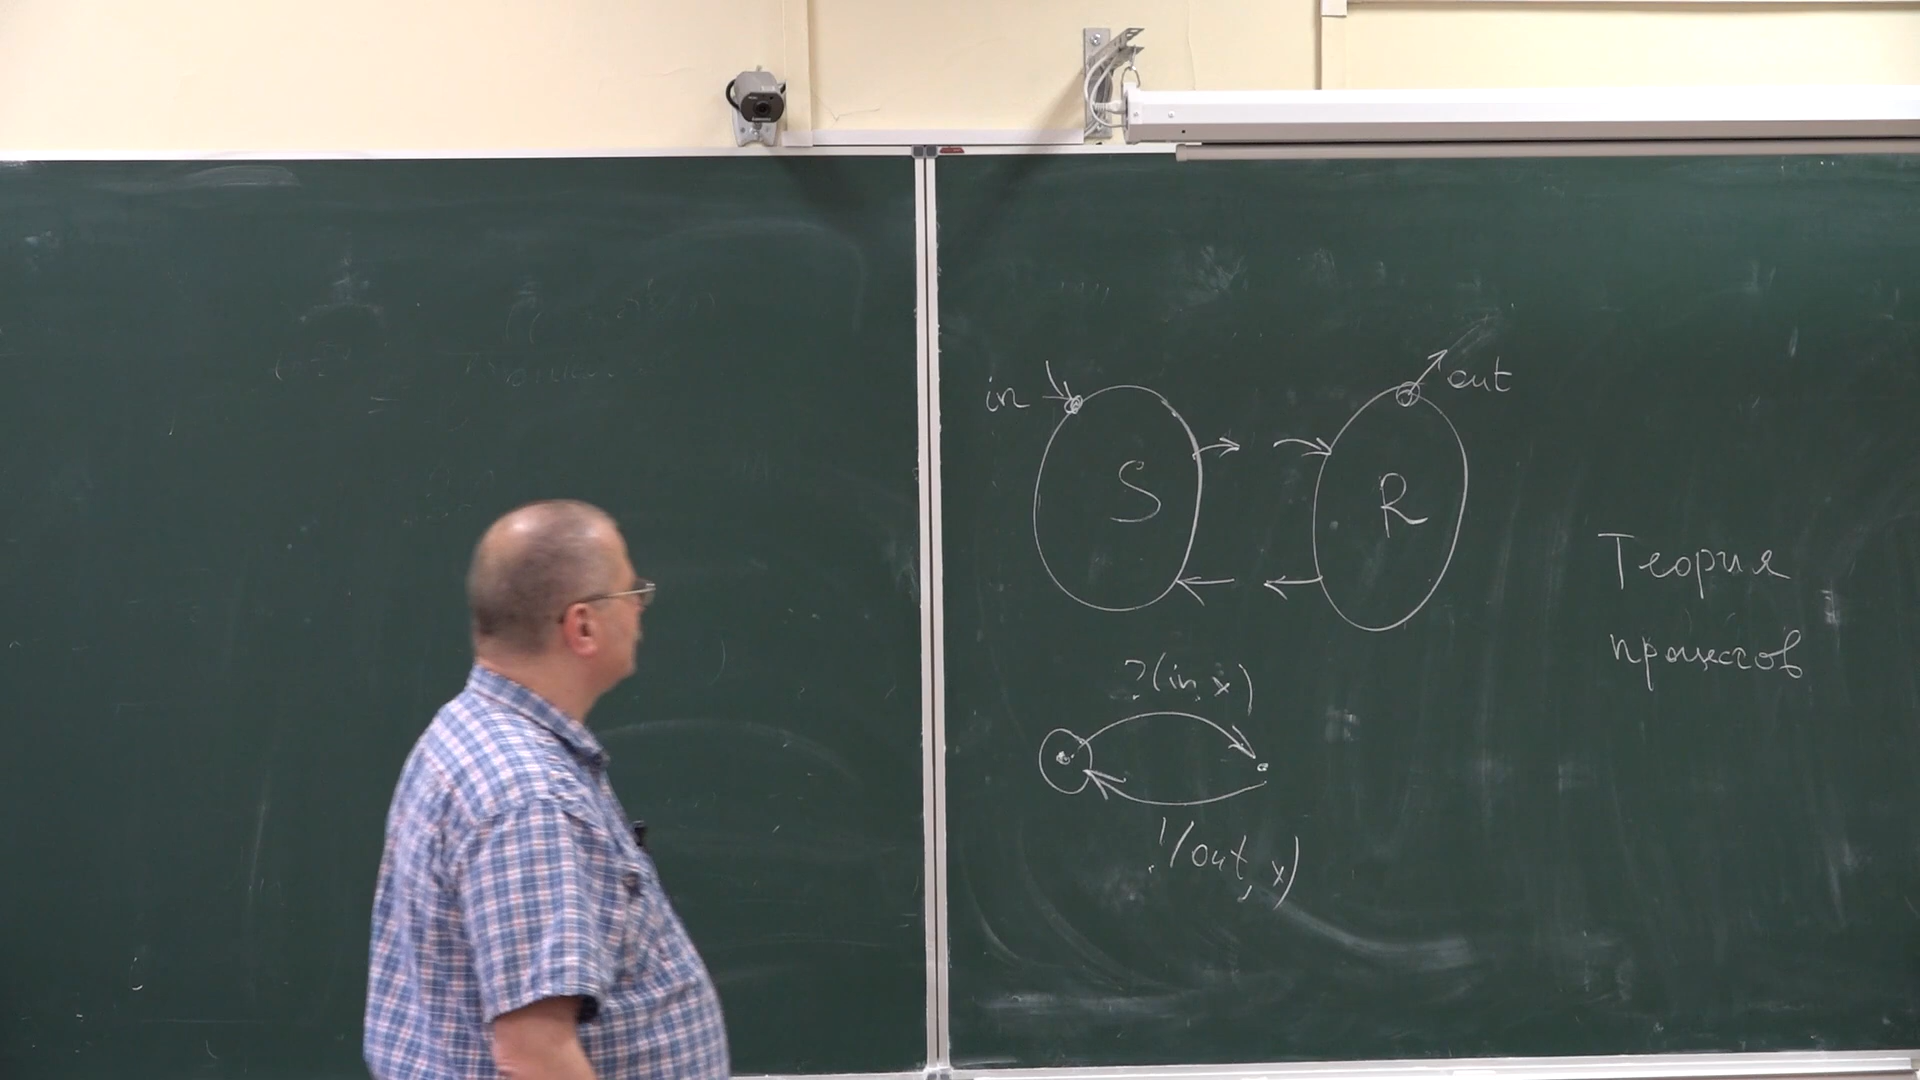 in
out
S
R
Теория
процессов
?(in, x)
!(out, x)